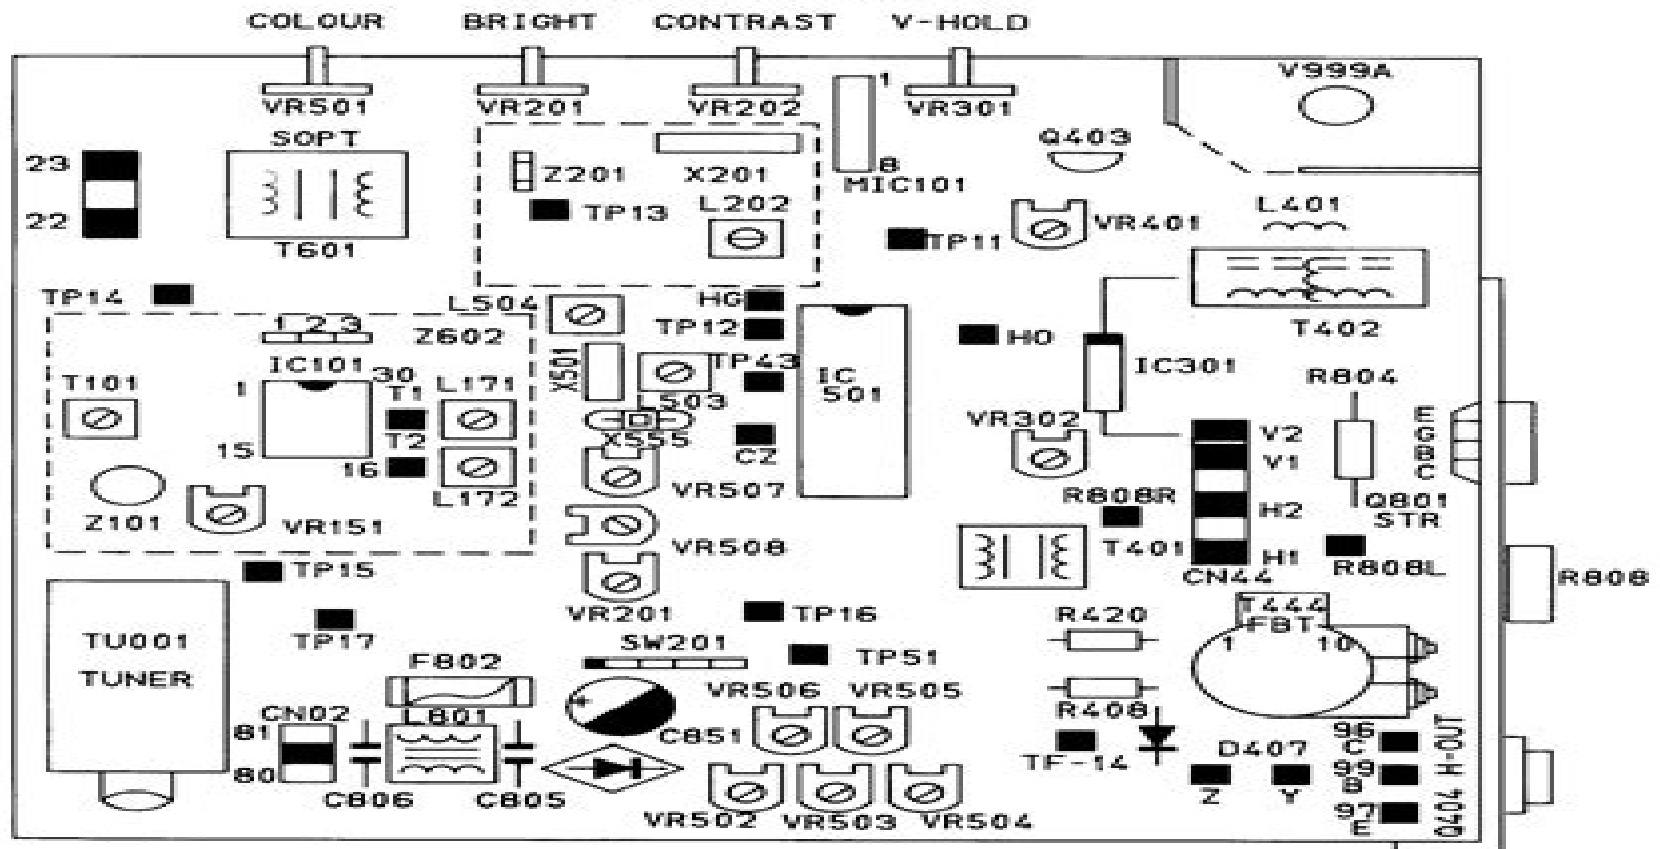 COLOUR BRIGHT CONTRAST V-HOLD
VR501 VR201 VR202 VR301
V999A
1
8
MIC101
Q403
SOPT
T601
23
22
Z201 X201
TP13 L202
TP11
VR401
L401
T402
TP14
L504
HG
TP12
TP43
HO
IC301
R804
1 2 3 Z602
IC101
1 30
15 16
T101
T1 L171
T2
L172
Z101
VR151
X501
L503
X555
CZ
IC
501
VR302
V2
V1
H2
H1
CN44
ECBC
Q801
STR
R808R
R808L
R808
T401
VR507
VR508
VR201
TP15
TP17
TP16
TU001
TUNER
F802
SW201
TP51
R420
T444
FBT
1 10
CN02
81
80
L801
C806 C805
+
C851
VR506 VR505
VR502 VR503 VR504
R408
TF-14
D407
Z Y
96
C
99
B
97
E
Q404 H-OUT